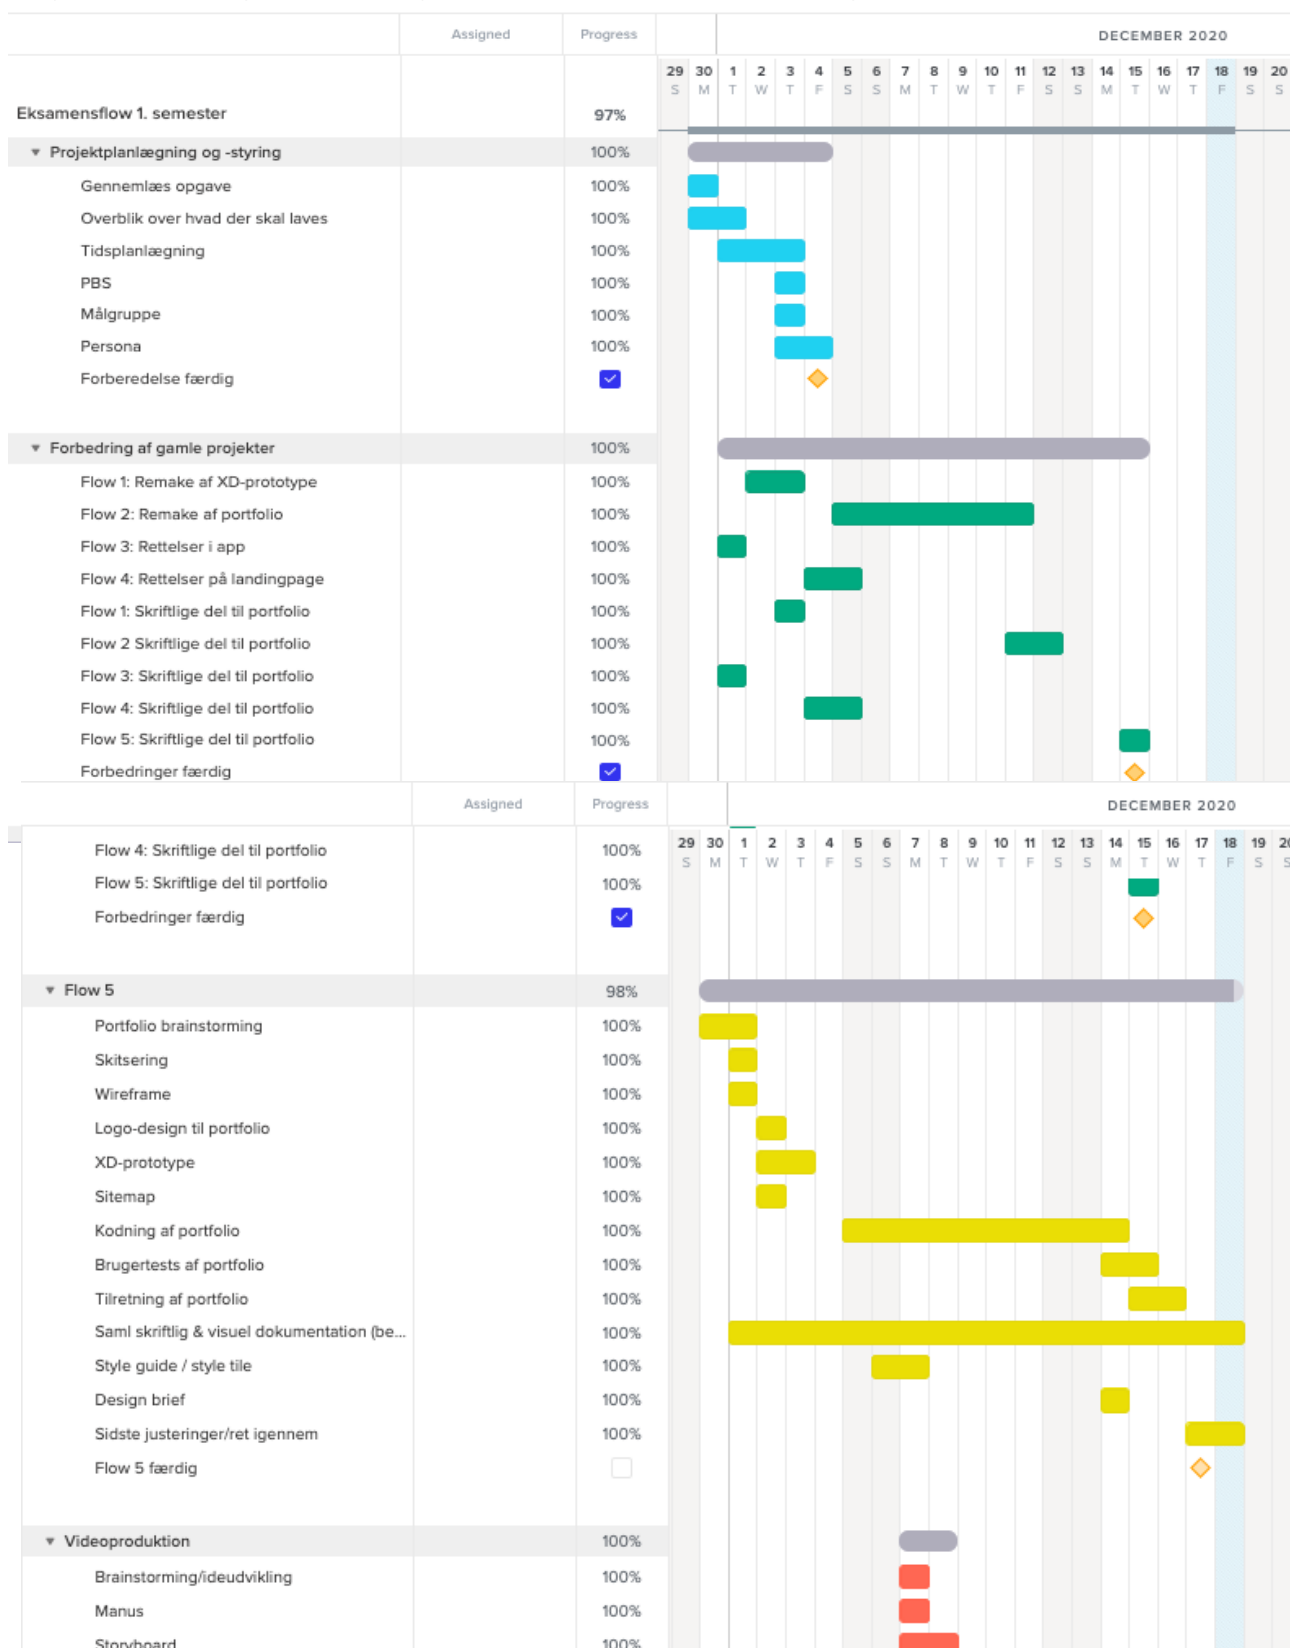 Assigned Progress DECEMBER 2020
29 30 1 2 3 4 5 6 7 8 9 10 11 12 13 14 15 16 17 18 19 20
S M T W T F S S M T W T F S S M T W T F S S
Eksamensflow 1. semester 97%
Projektplanlægning og -styring 100%
Gennemlæs opgave 100%
Overblik over hvad der skal laves 100%
Tidsplanlægning 100%
PBS 100%
Målgruppe 100%
Persona 100%
Forberedelse færdig
Forbedring af gamle projekter 100%
Flow 1: Remake af XD-prototype 100%
Flow 2: Remake af portfolio 100%
Flow 3: Rettelser i app 100%
Flow 4: Rettelser på landingpage 100%
Flow 1: Skriftlige del til portfolio 100%
Flow 2 Skriftlige del til portfolio 100%
Flow 3: Skriftlige del til portfolio 100%
Flow 4: Skriftlige del til portfolio 100%
Flow 5: Skriftlige del til portfolio 100%
Forbedringer færdig
Assigned Progress DECEMBER 2020
29 30 1 2 3 4 5 6 7 8 9 10 11 12 13 14 15 16 17 18 19
S M T W T F S S M T W T F S S M T W T F S
Flow 4: Skriftlige del til portfolio 100%
Flow 5: Skriftlige del til portfolio 100%
Forbedringer færdig
Flow 5 98%
Portfolio brainstorming 100%
Skitsering 100%
Wireframe 100%
Logo-design til portfolio 100%
XD-prototype 100%
Sitemap 100%
Kodning af portfolio 100%
Brugertests af portfolio 100%
Tilretning af portfolio 100%
Saml skriftlig & visuel dokumentation (be... 100%
Style guide / style tile 100%
Design brief 100%
Sidste justeringer/ret igennem 100%
Flow 5 færdig
Videoproduktion 100%
Brainstorming/ideudvikling 100%
Manus 100%
Storyboard 100%